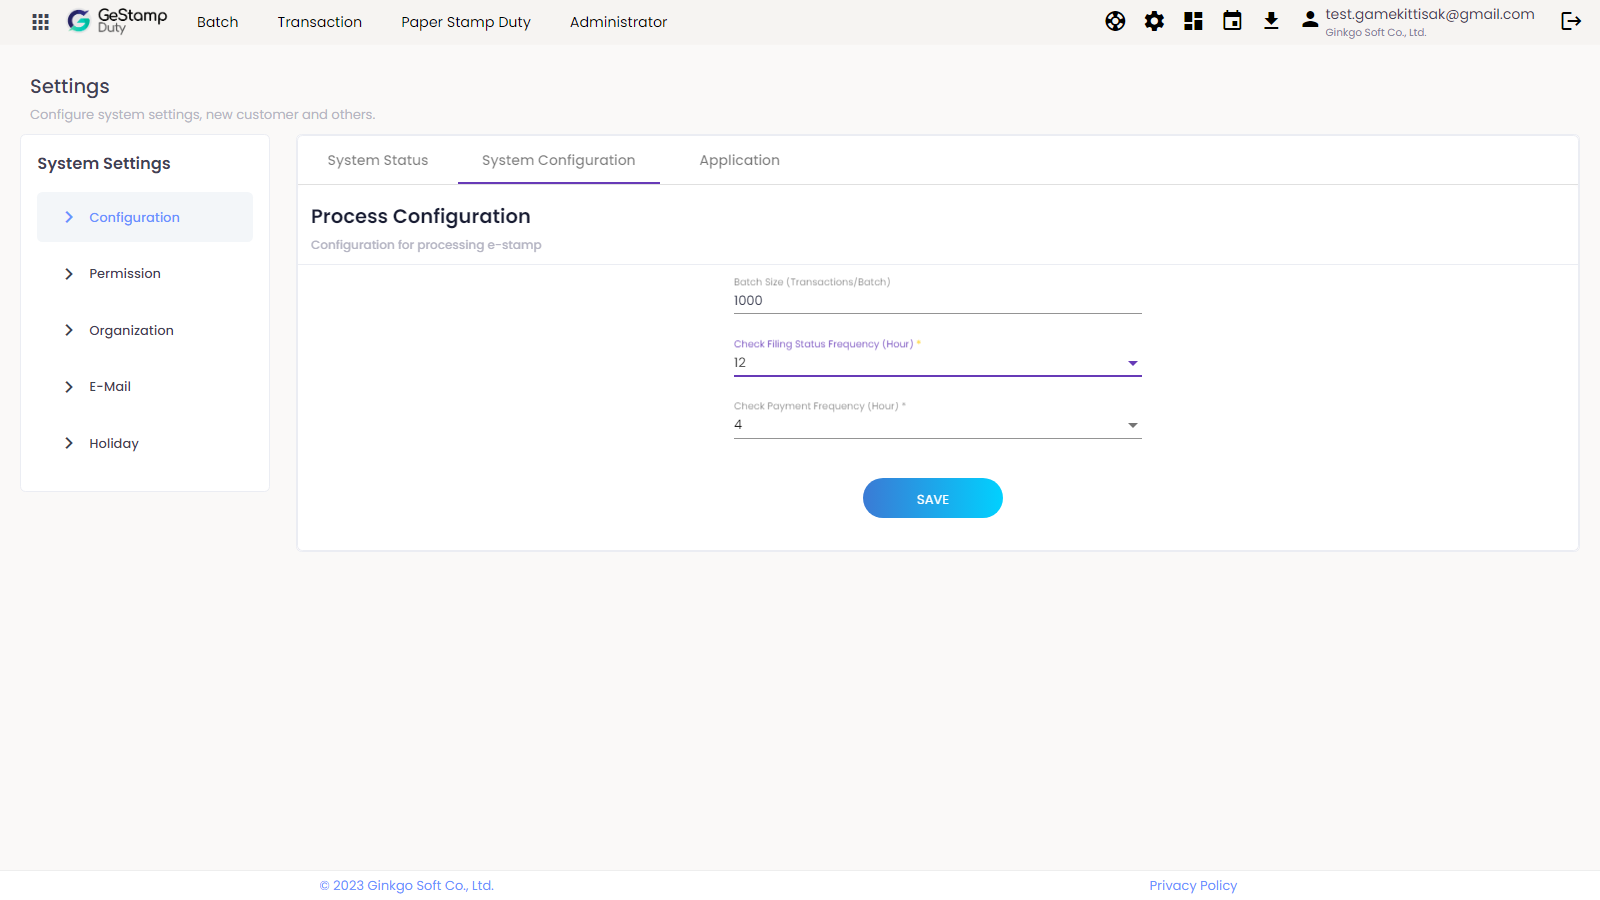 GeStamp
Duty
Batch
Transaction
Paper Stamp Duty
Administrator
test.gamekittisak@gmail.com
Ginkgo Soft Co., Ltd.
Settings
Configure system settings, new customer and others.
System Settings
Configuration
Permission
Organization
E-Mail
Holiday
System Status
System Configuration
Application
Process Configuration
Configuration for processing e-stamp
Batch Size (Transactions/Batch)
1000
Check Filing Status Frequency (Hour) *
12
Check Payment Frequency (Hour) *
4
SAVE
© 2023 Ginkgo Soft Co., Ltd.
Privacy Policy